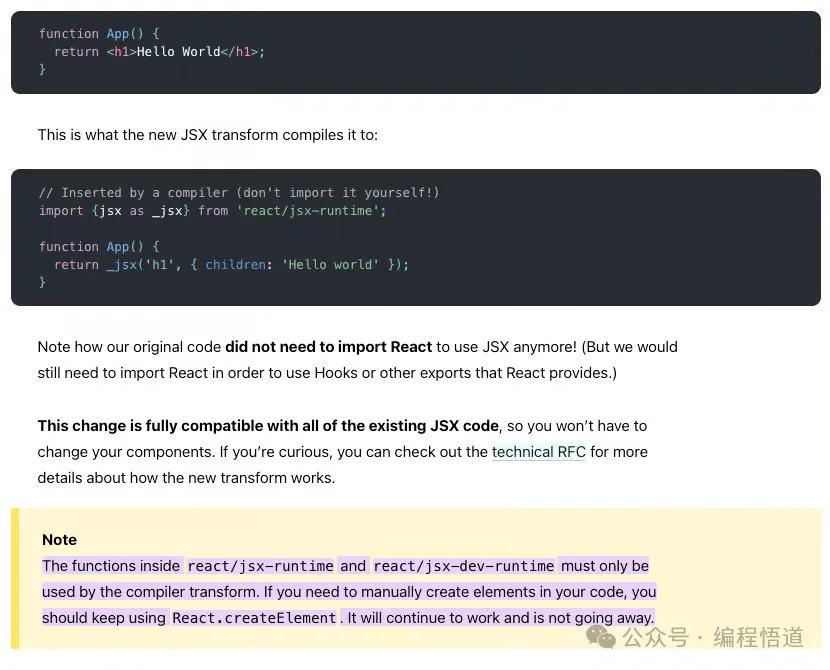 function App() {
  return <h1>Hello World</h1>;
}
This is what the new JSX transform compiles it to:
// Inserted by a compiler (don't import it yourself!)
import {jsx as _jsx} from 'react/jsx-runtime';
function App() {
  return _jsx('h1', { children: 'Hello world' });
}
Note how our original code did not need to import React to use JSX anymore! (But we would
still need to import React in order to use Hooks or other exports that React provides.)
This change is fully compatible with all of the existing JSX code, so you won’t have to
change your components. If you’re curious, you can check out the technical RFC for more
details about how the new transform works.
Note
The functions inside react/jsx-runtime and react/jsx-dev-runtime must only be
used by the compiler transform. If you need to manually create elements in your code, you
should keep using React.createElement. It will continue to work and is not going away.
公众号 · 编程悟道